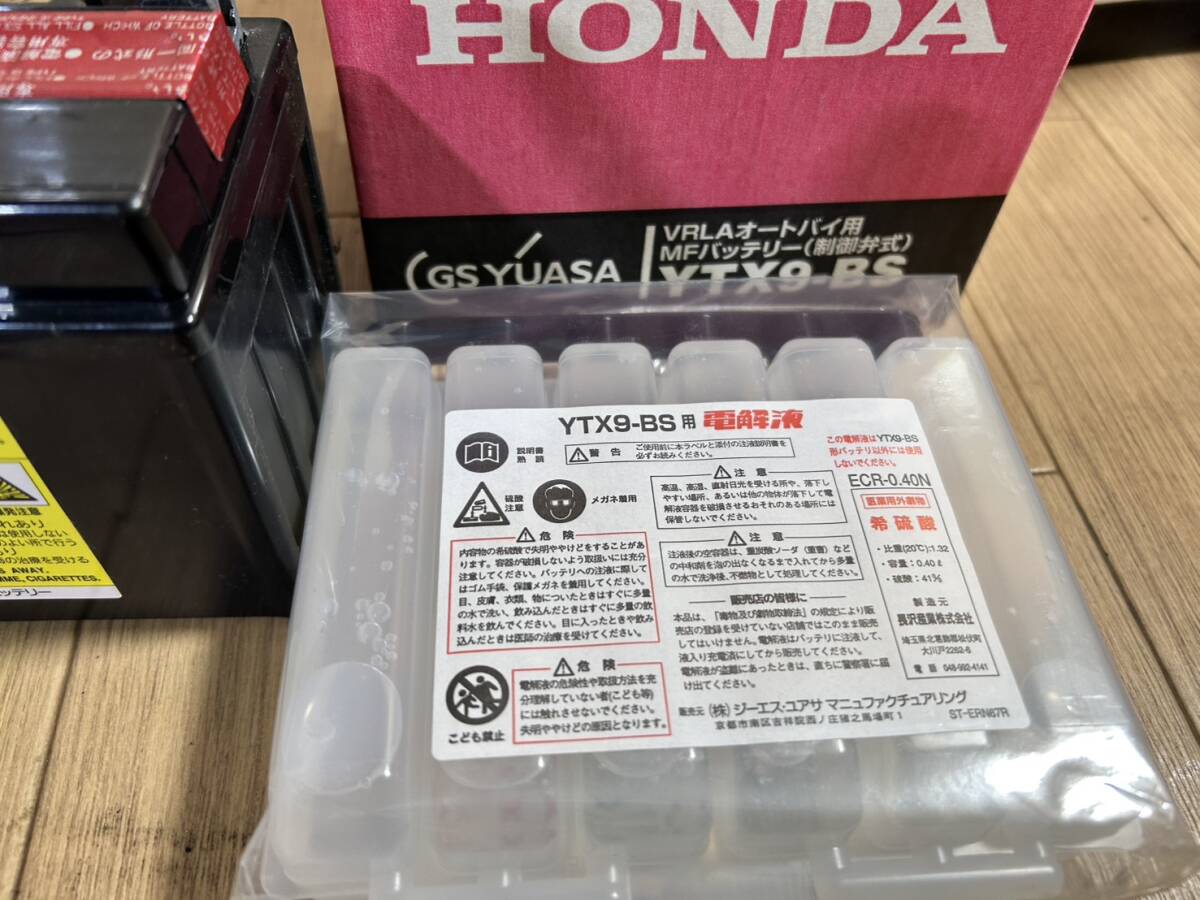 HONDA
GS YUASA
VRLAオートバイ用
MFバッテリー(制御弁式)
YTX9-BS
YTX9-BS用 電解液
説明書
熟読
警告
ご使用前に本ラベルと添付の注液説明書を
必ずお読みください。
硫酸
注意
メガネ着用
危険
内容物の希硫酸で失明ややけどをすることがあ
ります。容器が破損しないよう取扱いには充分
注意してください。バッテリへの注液に際して
はゴム手袋、保護メガネを着用してください。
目、皮膚、衣類、物についたときはすぐに多量
の水で洗い、飲み込んだときはすぐに多量の飲
料水を飲んでください。目に入ったときや飲み
込んだときは医師の治療を受けてください。
こども禁止
危険
電解液の危険性や取扱方法を充
分理解していない者(こども等)
には触れさせないでください。
失明ややけどの原因となります。
注意
高温、高湿、直射日光を受ける所や、落下し
やすい場所、あるいは他の物体が落下して電
解液容器を破損させるおそれのある場所には
保管しないでください。
注意
注液後の空容器は、重炭酸ソーダ(重曹)など
の中和剤を泡の出なくなるまで入れてから多量
の水で洗浄後、不燃物として処理してください。
販売店の皆様に
本品は、「毒物及び劇物取締法」の規定により販
売店の登録を受けていない店舗ではこのまま販売
してはいけません。電解液はバッテリに注液して、
液入り充電済にしてから販売してください。
電解液が盗難にあったときは、直ちに警察署に届
け出てください。
この電解液はYTX9-BS
形バッテリ以外には使用
しないでください。
ECR-0.40N
医薬用外劇物
希硫酸
・比重(20℃):1.32
・容量:0.40ℓ
・硫酸:41%
製造元
長沢産業株式会社
埼玉県北葛飾郡松伏町
大川戸2262-6
電話 048-992-4141
販売元 (株)ジーエス・ユアサ マニュファクチュアリング
京都市南区吉祥院西ノ庄猪之馬場町1
ST-ERN67R
AWAY.
CIGARETTES.